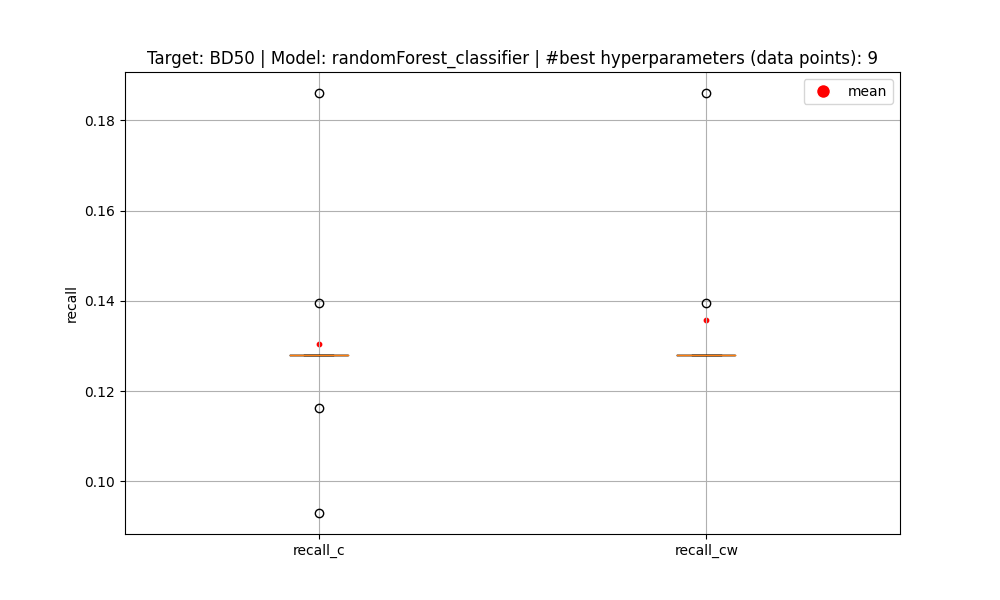 Target: BD50 | Model: randomForest_classifier | #best hyperparameters (data points): 9
mean
0.18
0.16
0.14
0.12
0.10
recall
recall_c
recall_cw